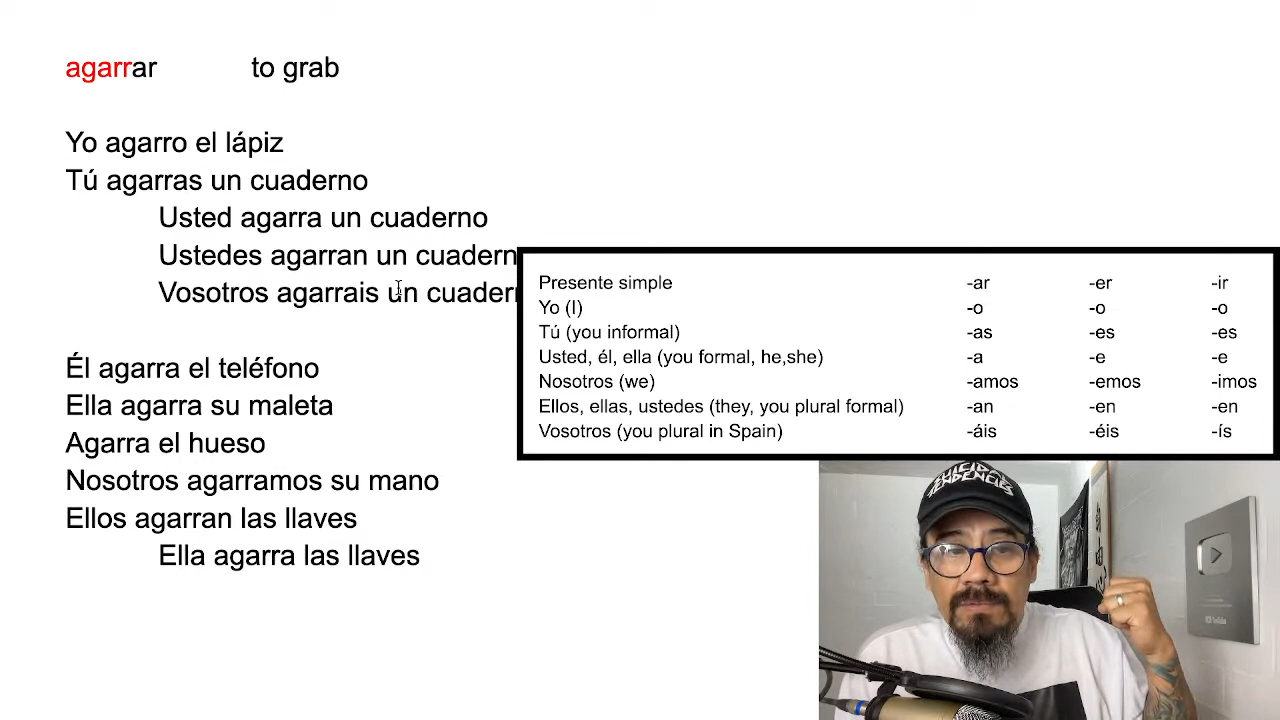 agarrar to grab
Yo agarro el lápiz
Tú agarras un cuaderno
Usted agarra un cuaderno
Ustedes agarran un cuadern
Vosotros agarrais un cuadern
Él agarra el teléfono
Ella agarra su maleta
Agarra el hueso
Nosotros agarramos su mano
Ellos agarran las llaves
Ella agarra las llaves
Presente simple -ar -er -ir
Yo (I) -o -o -o
Tú (you informal) -as -es -es
Usted, él, ella (you formal, he,she) -a -e -e
Nosotros (we) -amos -emos -imos
Ellos, ellas, ustedes (they, you plural formal) -an -en -en
Vosotros (you plural in Spain) -áis -éis -ís
SUICIDAL
TENDENCIES